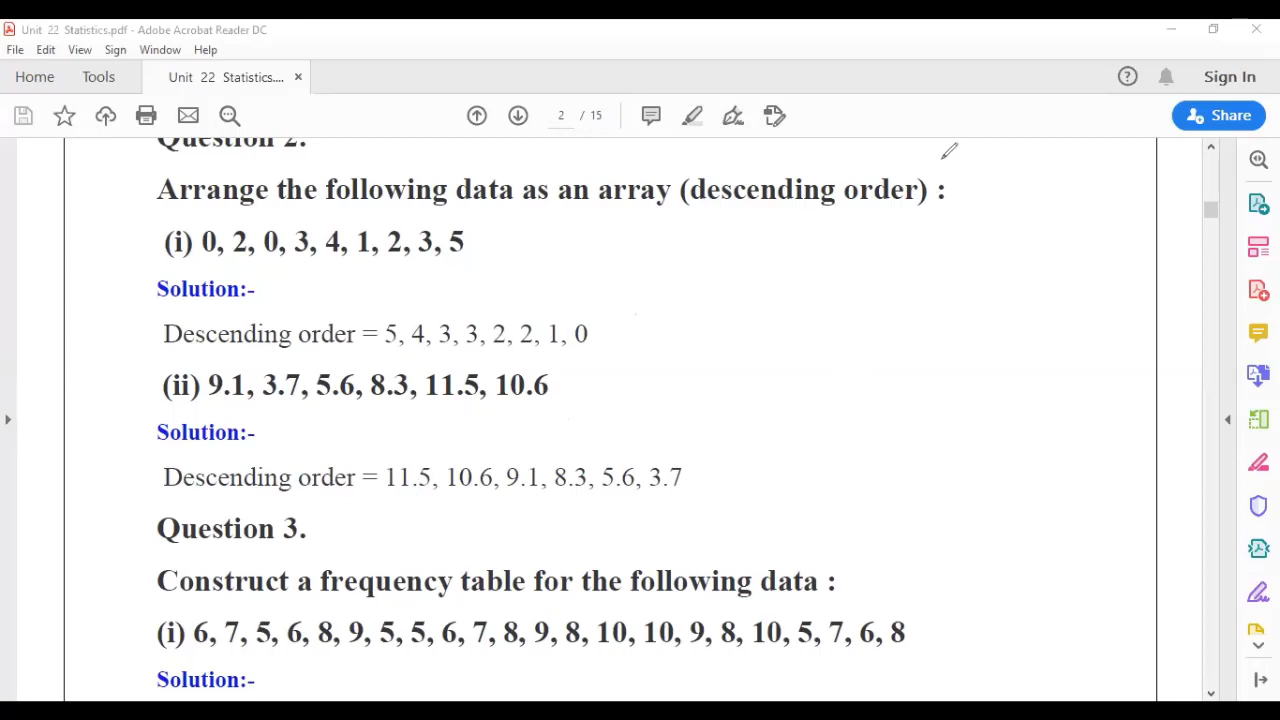 Unit 22 Statistics.pdf - Adobe Acrobat Reader DC
File Edit View Sign Window Help
Home Tools Unit 22 Statistics.... × Sign In
2 / 15 Share
Question 2.
Arrange the following data as an array (descending order) :
(i) 0, 2, 0, 3, 4, 1, 2, 3, 5
Solution:-
Descending order = 5, 4, 3, 3, 2, 2, 1, 0
(ii) 9.1, 3.7, 5.6, 8.3, 11.5, 10.6
Solution:-
Descending order = 11.5, 10.6, 9.1, 8.3, 5.6, 3.7
Question 3.
Construct a frequency table for the following data :
(i) 6, 7, 5, 6, 8, 9, 5, 5, 6, 7, 8, 9, 8, 10, 10, 9, 8, 10, 5, 7, 6, 8
Solution:-